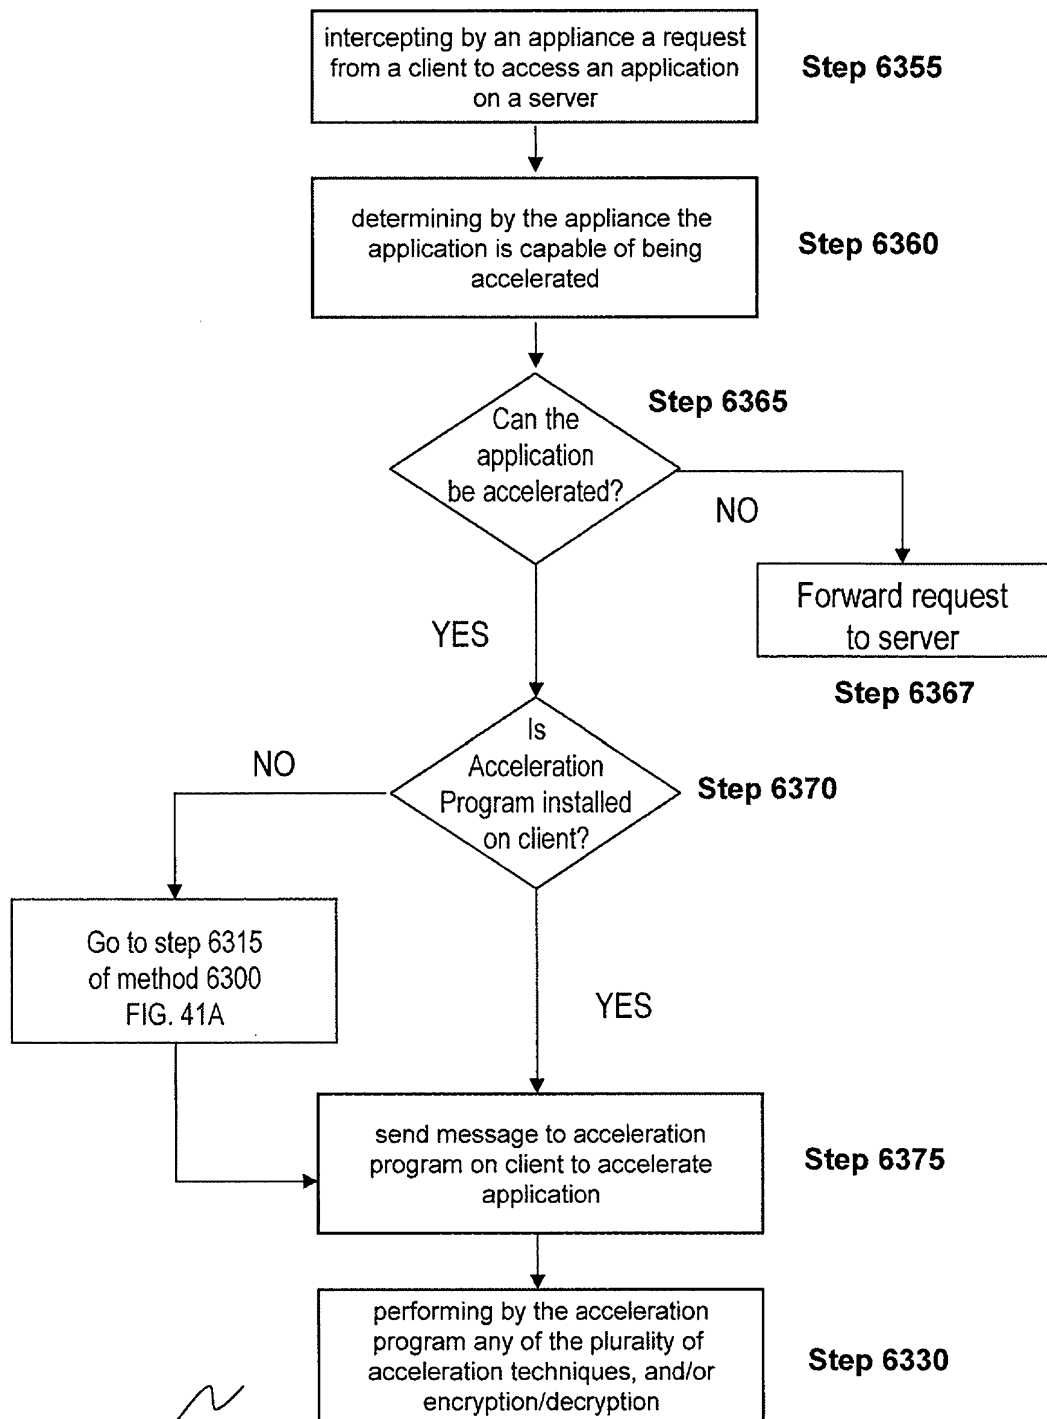 intercepting by an appliance a request
from a client to access an application
on a server
Step 6355
determining by the appliance the
application is capable of being
accelerated
Step 6360
Step 6365
Can the
application
be accelerated?
NO
YES
Forward request
to server
Step 6367
Is
Acceleration
Program installed
on client?
Step 6370
NO
Go to step 6315
of method 6300
FIG. 41A
YES
send message to acceleration
program on client to accelerate
application
Step 6375
performing by the acceleration
program any of the plurality of
acceleration techniques, and/or
encryption/decryption
Step 6330